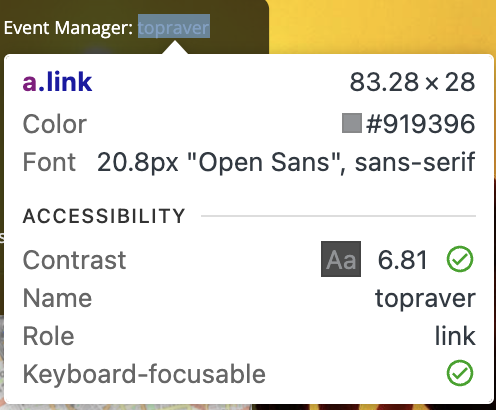 Event Manager: topraver
a.link 83.28 × 28
Color #919396
Font 20.8px "Open Sans", sans-serif
ACCESSIBILITY
Contrast Aa 6.81
Name topraver
Role link
Keyboard-focusable